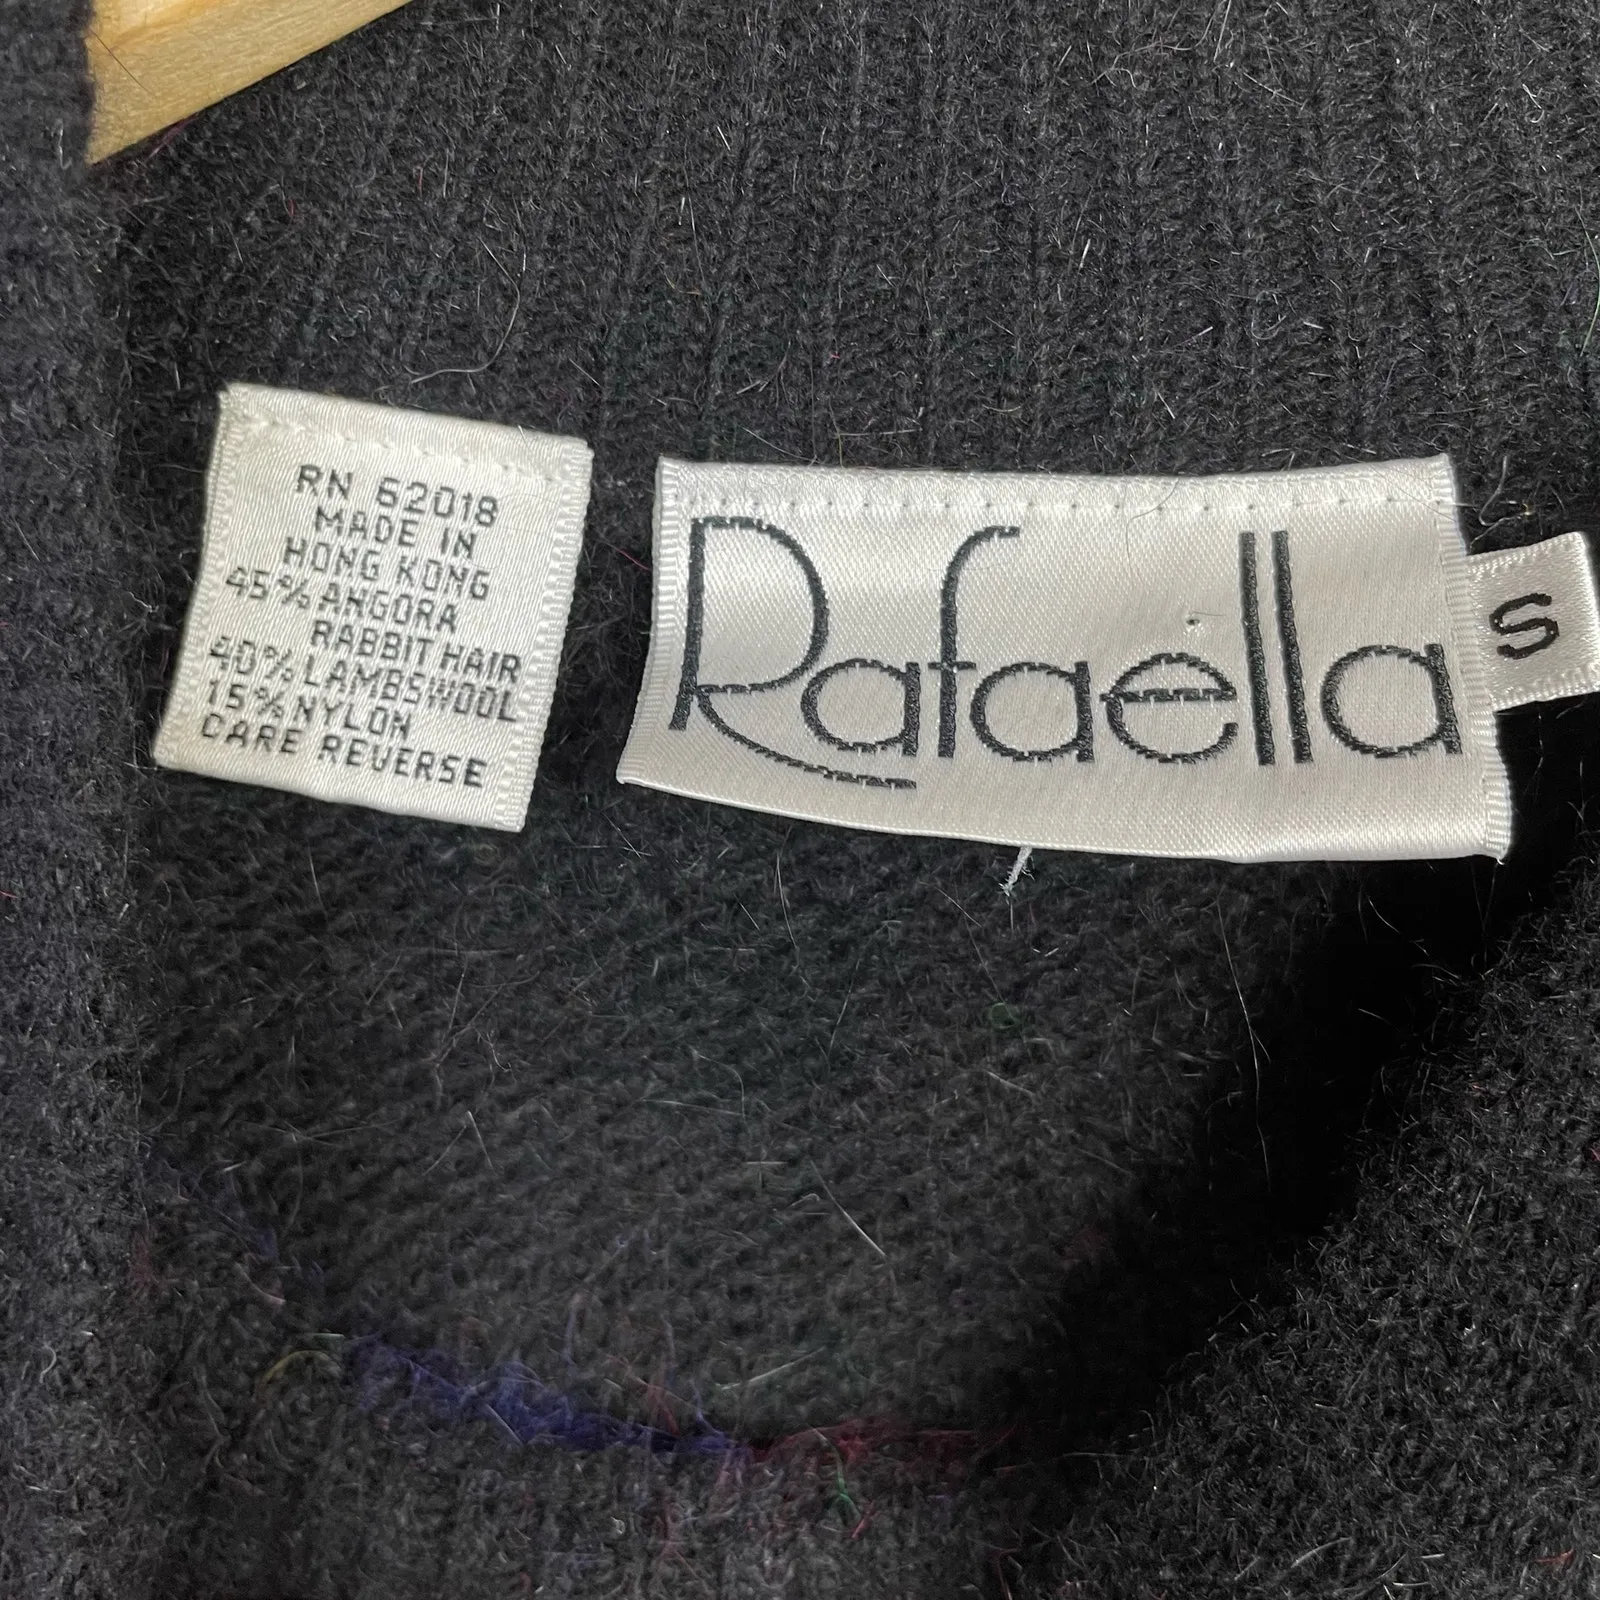 RN 62018
MADE IN
HONG KONG
45% ANGORA
RABBIT HAIR
40% LAMBSWOOL
15% NYLON
CARE REVERSE
Rafaella
S